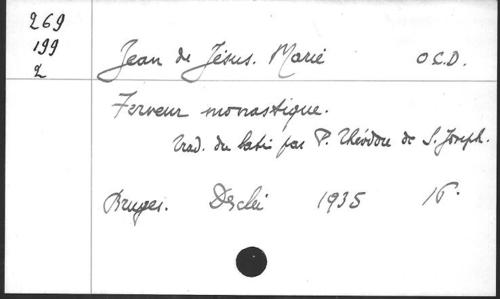 269
199
2
Jean de Jésus. Marie O.C.D.
Ferveur monastique.
Trad. du latin par P. Théodore de S. Joseph.
Bruges. Desclée 1935 16°.